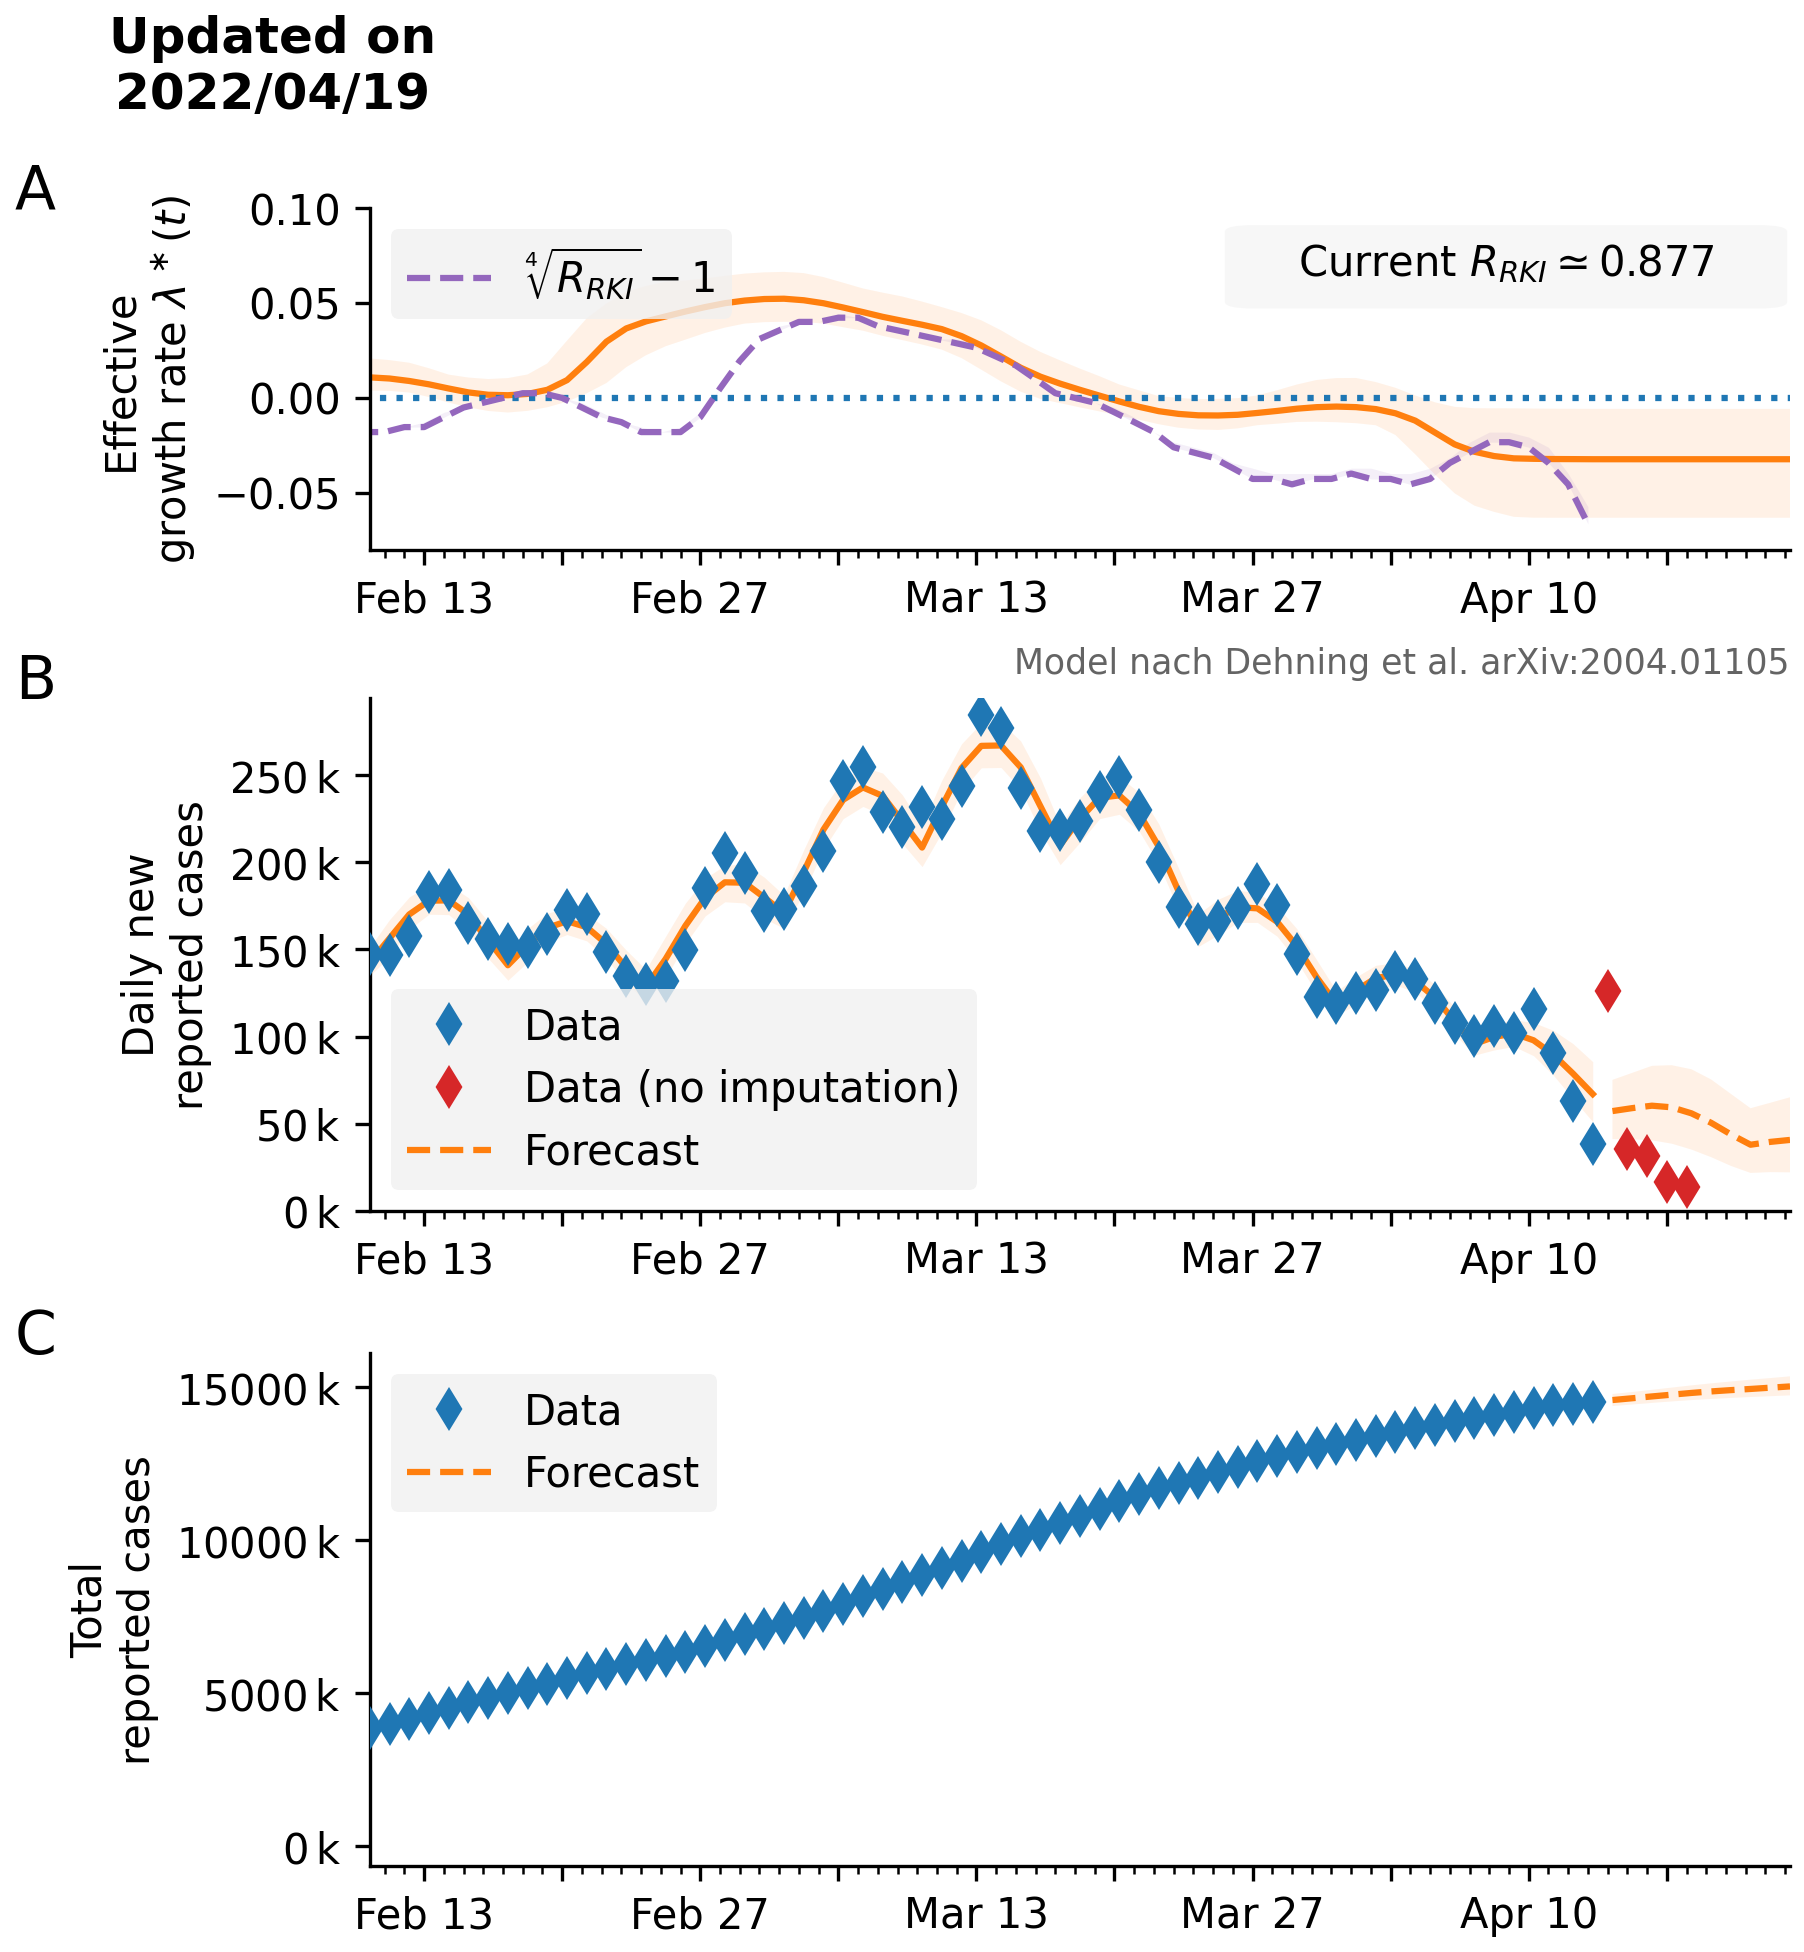 Updated on
2022/04/19
A
Effective
growth rate λ * (t)
0.10
0.05
0.00
−0.05
∜R_RKI − 1
Current R_RKI ≃ 0.877
Feb 13 Feb 27 Mar 13 Mar 27 Apr 10
Model nach Dehning et al. arXiv:2004.01105
B
Daily new
reported cases
250 k
200 k
150 k
100 k
50 k
0 k
Data
Data (no imputation)
Forecast
Feb 13 Feb 27 Mar 13 Mar 27 Apr 10
C
Total
reported cases
15000 k
10000 k
5000 k
0 k
Data
Forecast
Feb 13 Feb 27 Mar 13 Mar 27 Apr 10